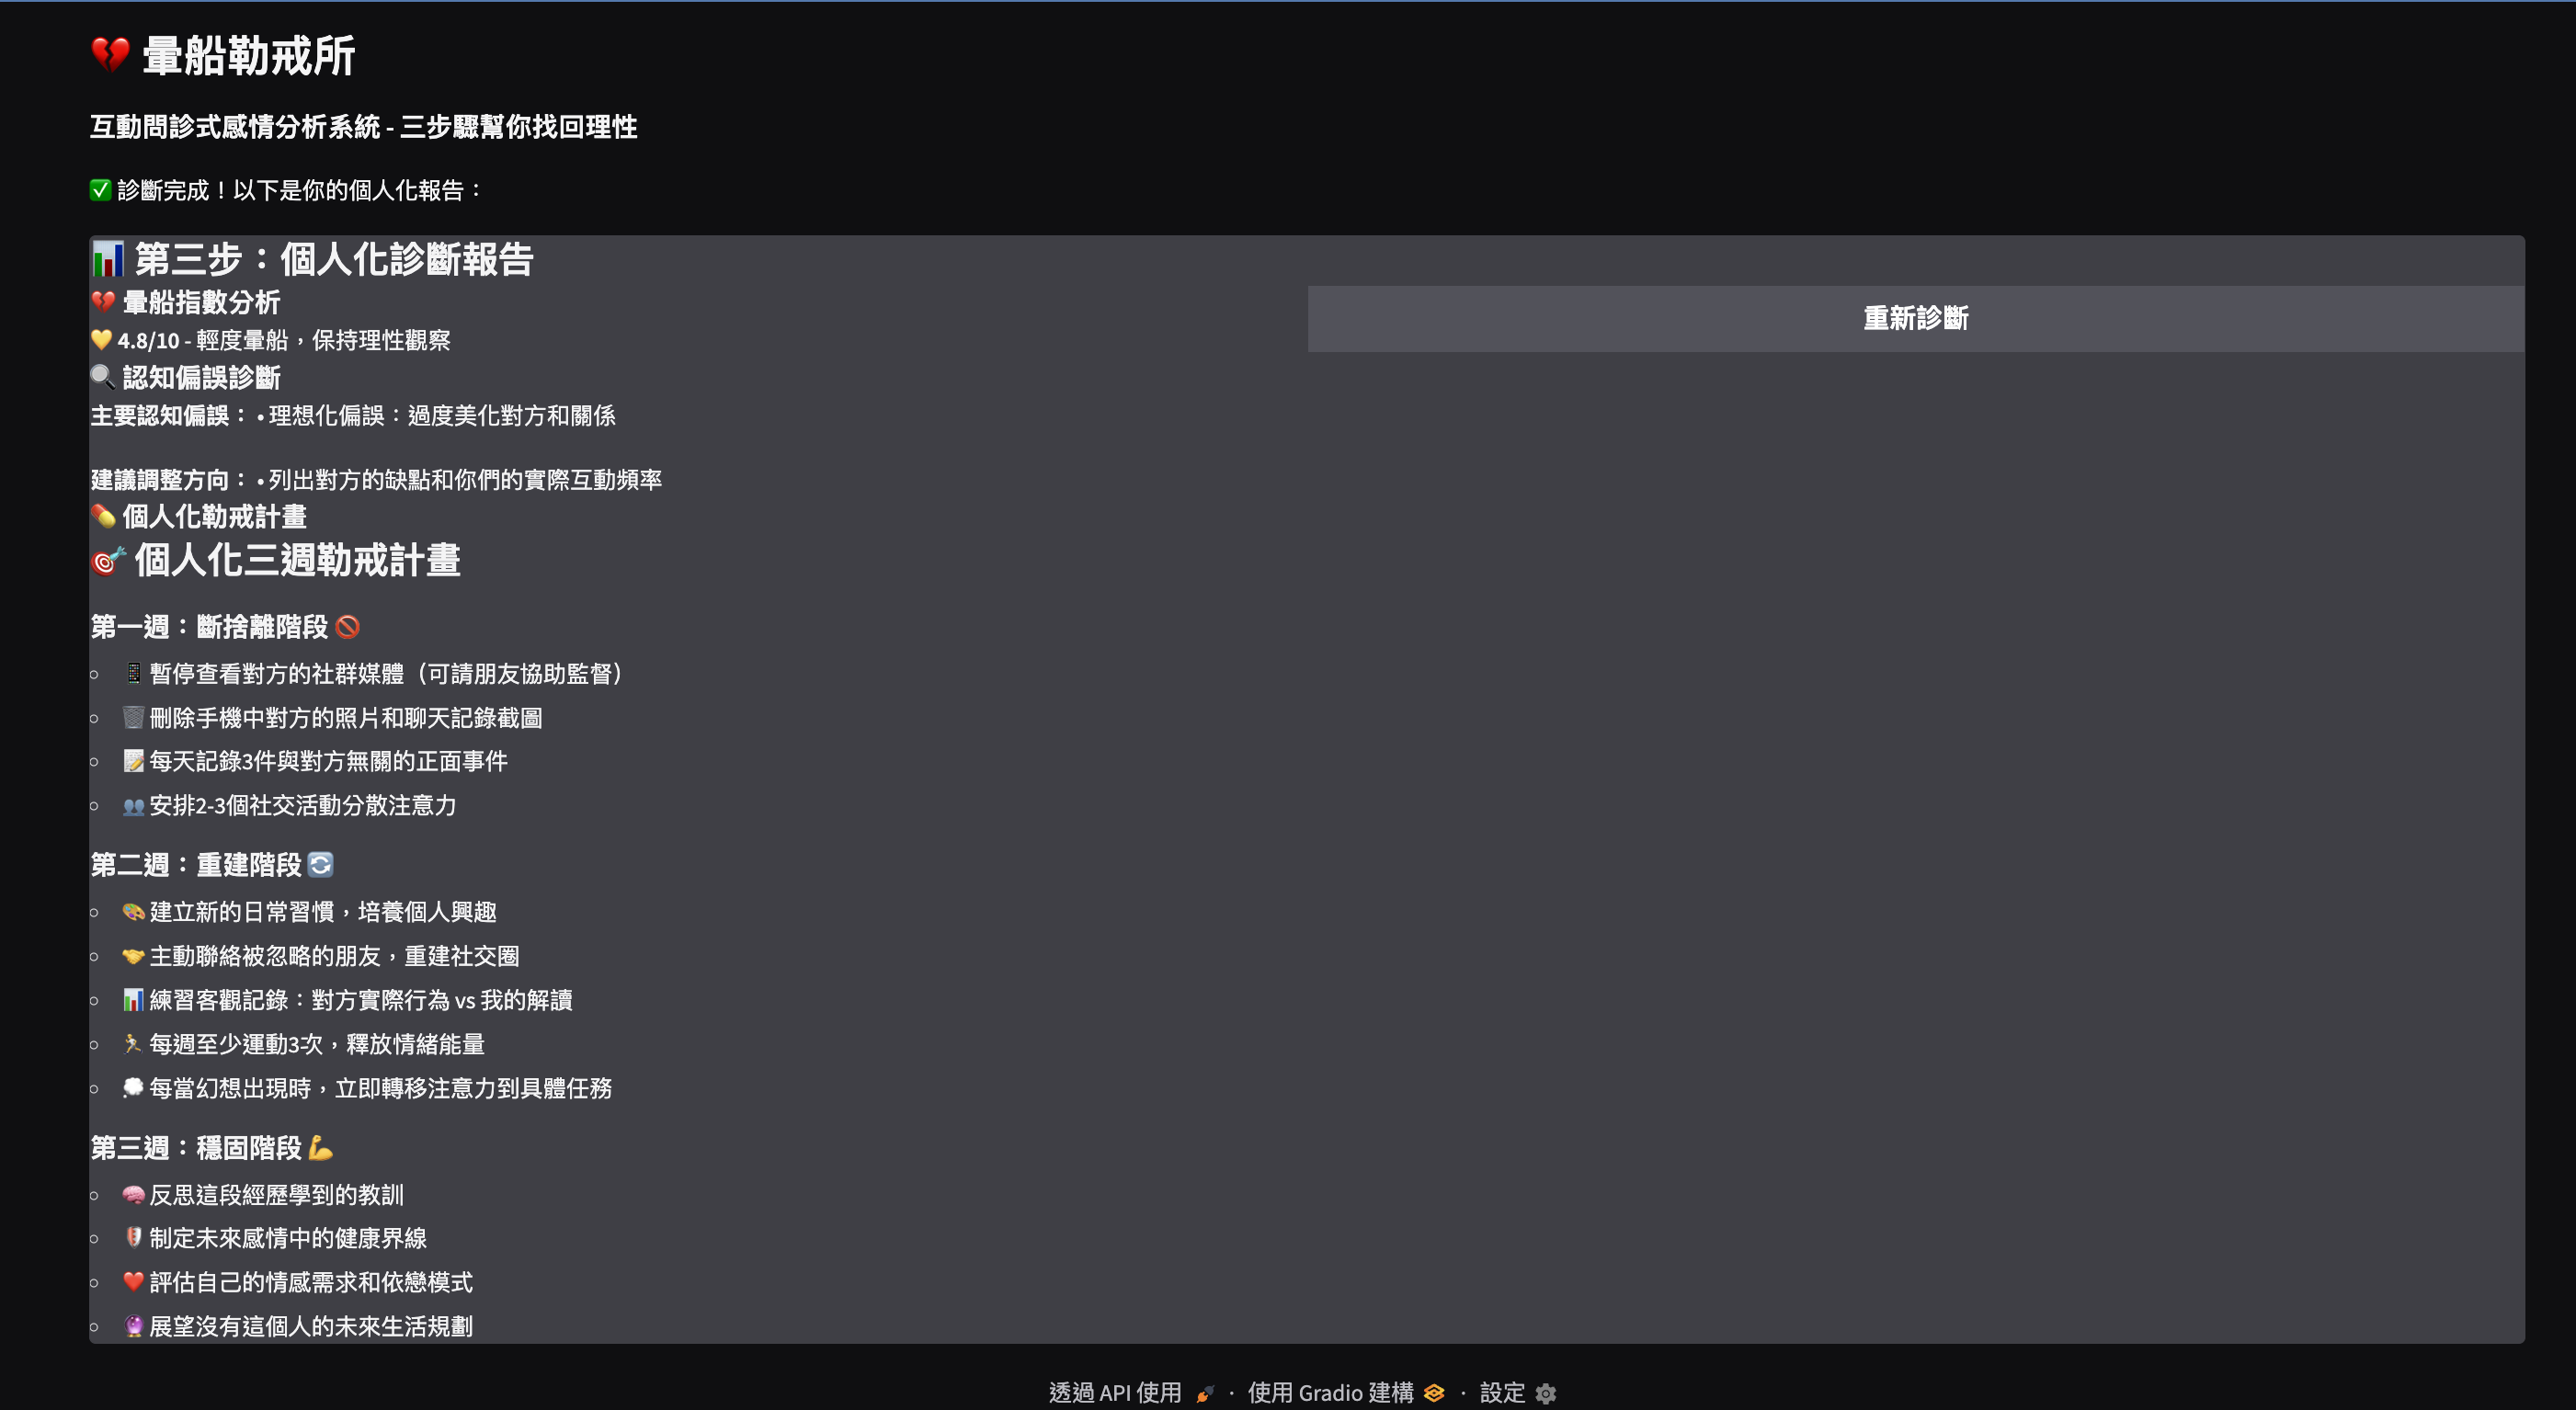 💔 暈船勒戒所
互動問診式感情分析系統 - 三步驟幫你找回理性
✅ 診斷完成！以下是你的個人化報告：
📊 第三步：個人化診斷報告
💔 暈船指數分析
💛 4.8/10 - 輕度暈船，保持理性觀察
🔍 認知偏誤診斷
主要認知偏誤： • 理想化偏誤：過度美化對方和關係
建議調整方向： • 列出對方的缺點和你們的實際互動頻率
💊 個人化勒戒計畫
🎯 個人化三週勒戒計畫
第一週：斷捨離階段 🚫
📱 暫停查看對方的社群媒體（可請朋友協助監督）
🗑️ 刪除手機中對方的照片和聊天記錄截圖
📝 每天記錄3件與對方無關的正面事件
👥 安排2-3個社交活動分散注意力
第二週：重建階段 🔄
🎨 建立新的日常習慣，培養個人興趣
🤝 主動聯絡被忽略的朋友，重建社交圈
📊 練習客觀記錄：對方實際行為 vs 我的解讀
🏃 每週至少運動3次，釋放情緒能量
💭 每當幻想出現時，立即轉移注意力到具體任務
第三週：穩固階段 💪
🧠 反思這段經歷學到的教訓
🛡️ 制定未來感情中的健康界線
❤️ 評估自己的情感需求和依戀模式
🔮 展望沒有這個人的未來生活規劃
重新診斷
透過 API 使用 · 使用 Gradio 建構 · 設定